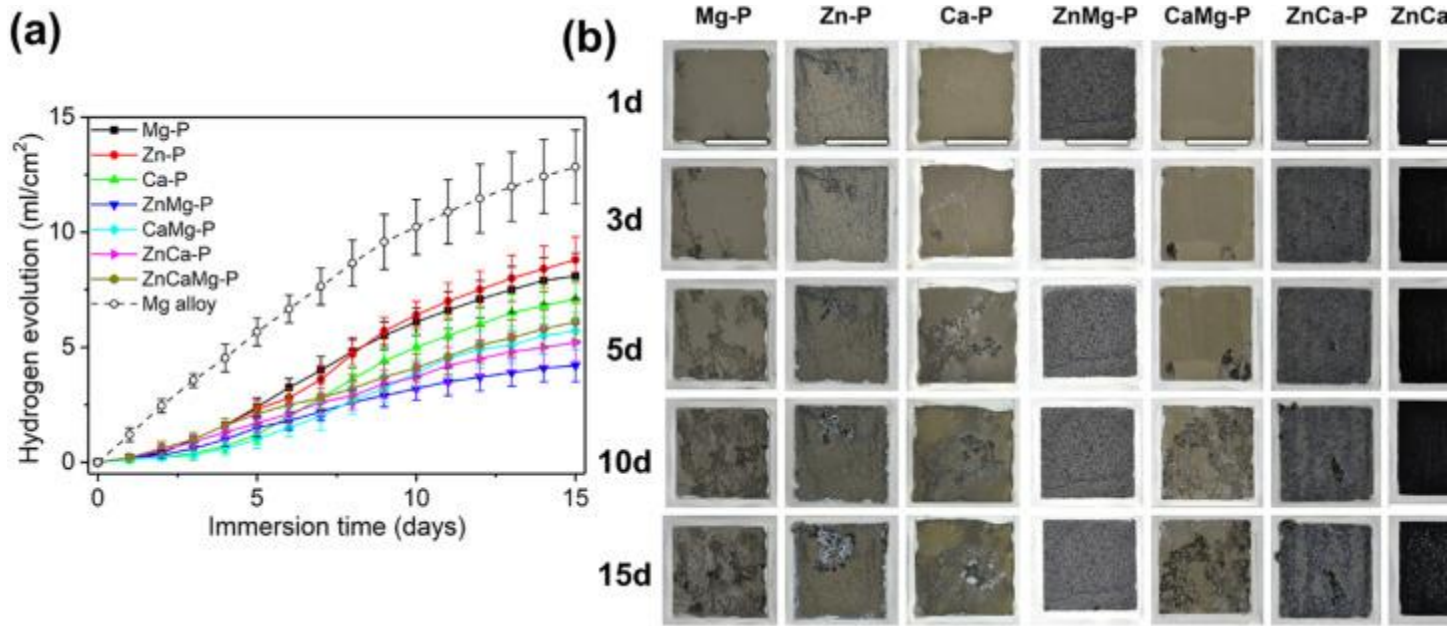 (a)
15
10
5
0
0
5
10
15
Hydrogen evolution (ml/cm²)
Immersion time (days)
Mg-P
Zn-P
Ca-P
ZnMg-P
CaMg-P
ZnCa-P
ZnCaMg-P
Mg alloy
(b)
Mg-P Zn-P Ca-P ZnMg-P CaMg-P ZnCa-P ZnCa
1d
3d
5d
10d
15d